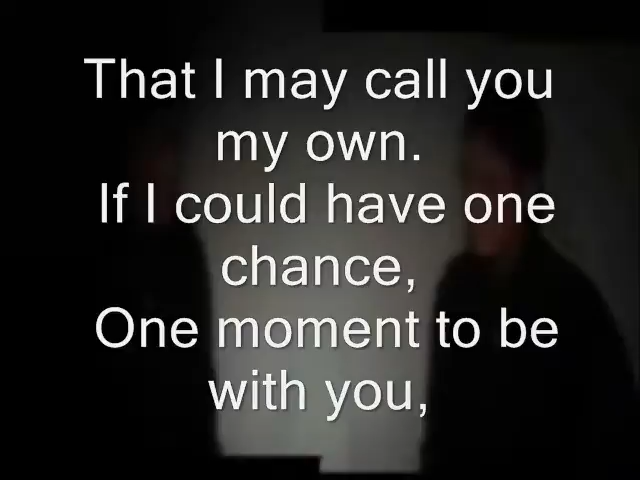 That I may call you
my own.
If I could have one
chance,
One moment to be
with you,